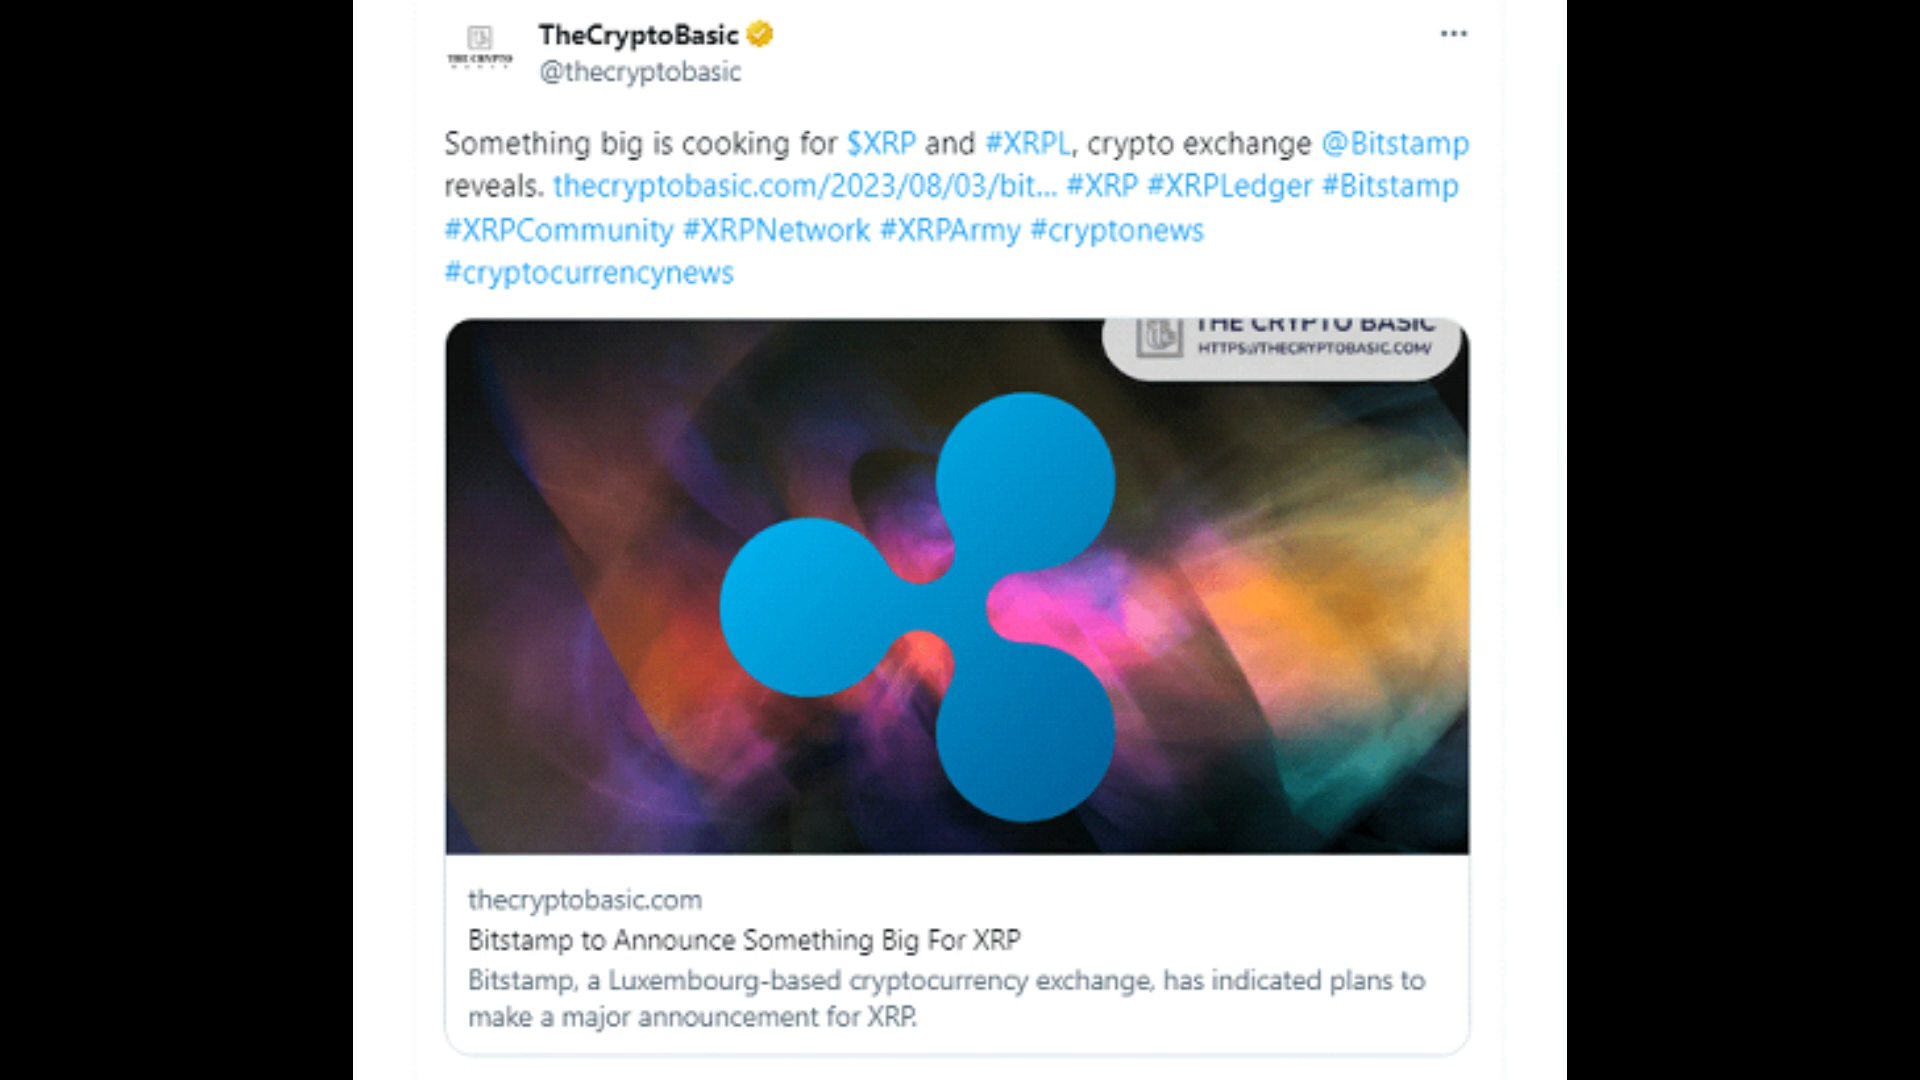 TheCryptoBasic
THE CRYPTO
@thecryptobasic
Something big is cooking for $XRP and #XRPL, crypto exchange @Bitstamp
reveals. thecryptobasic.com/2023/08/03/bit... #XRP #XRPLedger #Bitstamp
#XRPCommunity #XRPNetwork #XRPArmy #cryptonews
#cryptocurrencynews
THE CRYPTO BASIC
HTTPS://THECRYPTOBASIC.COM/
thecryptobasic.com
Bitstamp to Announce Something Big For XRP
Bitstamp, a Luxembourg-based cryptocurrency exchange, has indicated plans to
make a major announcement for XRP.